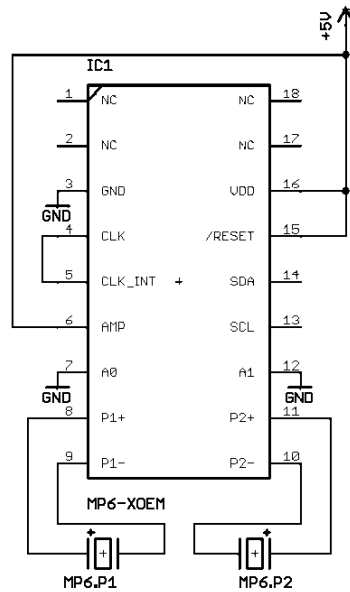 +5V
IC1
1 NC NC 18
2 NC NC 17
3 GND VDD 16
GND
4 CLK /RESET 15
5 CLK_INT + SDA 14
6 AMP SCL 13
7 A0 A1 12
GND GND
8 P1+ P2+ 11
9 P1- P2- 10
MP6-XOEM
+ +
+ +
MP6.P1 MP6.P2